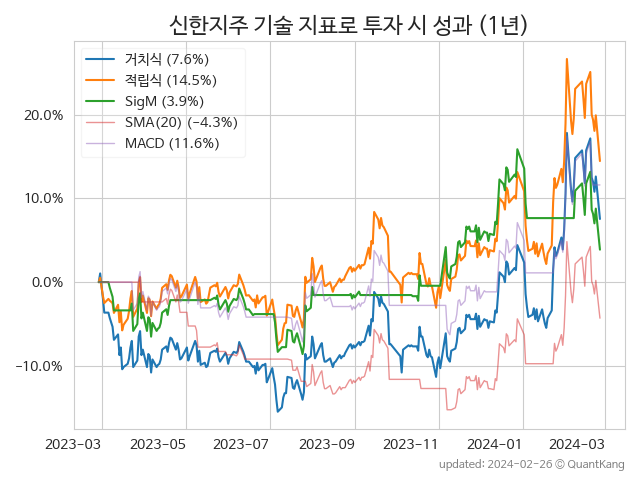 신한지주 기술 지표로 투자 시 성과 (1년)
거치식 (7.6%)
적립식 (14.5%)
SigM (3.9%)
SMA(20) (-4.3%)
MACD (11.6%)
20.0%
10.0%
0.0%
-10.0%
2023-03 2023-05 2023-07 2023-09 2023-11 2024-01 2024-03
updated: 2024-02-26 © QuantKang